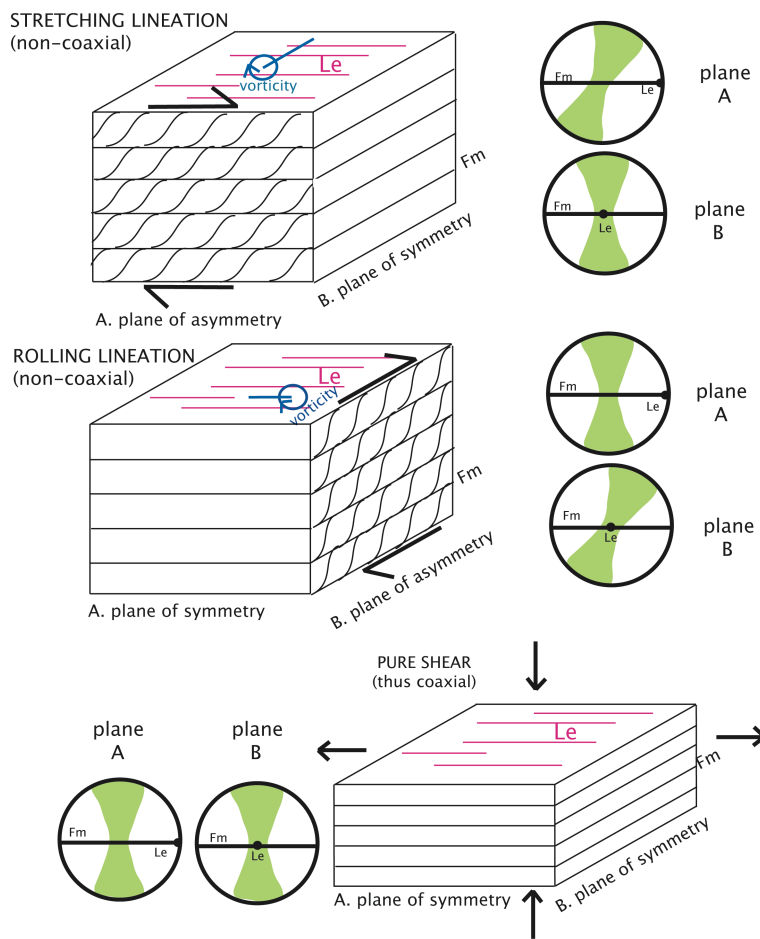 STRETCHING LINEATION
(non-coaxial)
Le
vorticity
Fm
B. plane of symmetry
A. plane of asymmetry
Fm
Le
plane
A
Fm
Le
plane
B
ROLLING LINEATION
(non-coaxial)
Le
vorticity
Fm
B. plane of asymmetry
A. plane of symmetry
Fm
Le
plane
A
Fm
Le
plane
B
PURE SHEAR
(thus coaxial)
plane
A
plane
B
Fm
Le
Fm
Le
Le
Fm
A. plane of symmetry
B. plane of symmetry